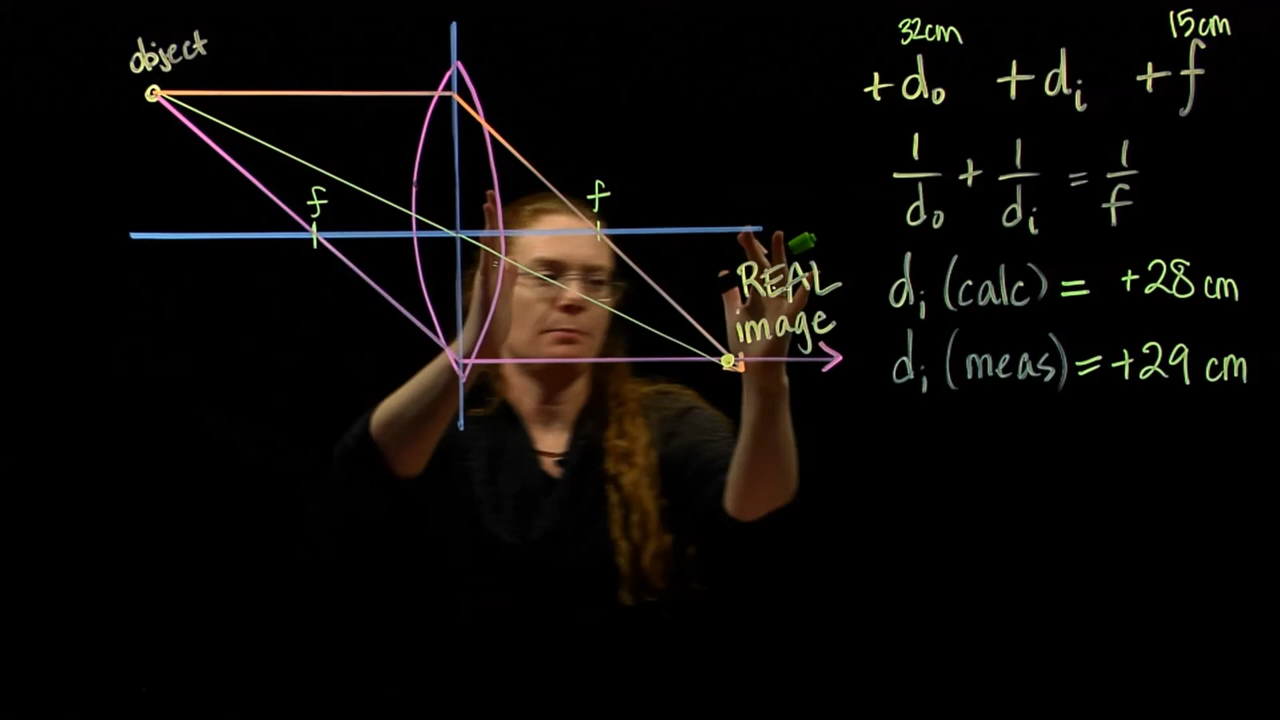 object
f
f
REAL
image
32cm 15cm
+d₀ +dᵢ +f
1/d₀ + 1/dᵢ = 1/f
dᵢ (calc) = +28 cm
dᵢ (meas) = +29 cm